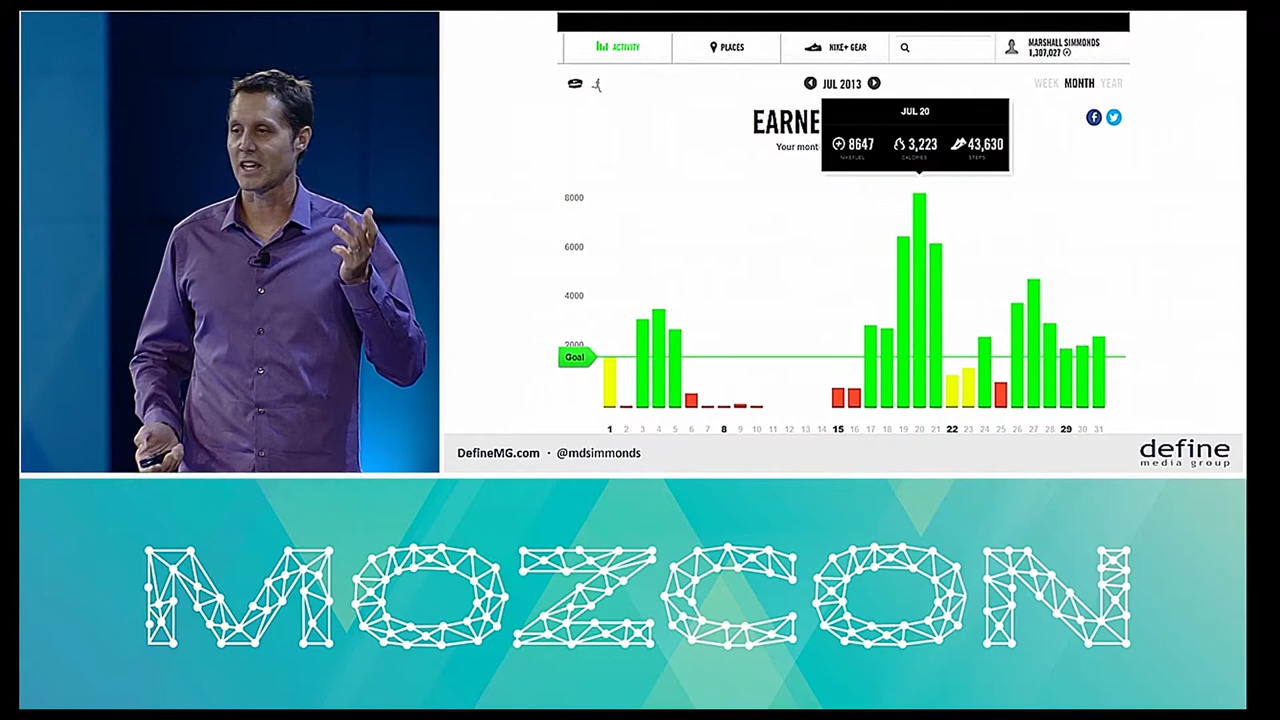 ACTIVITY
PLACES
NIKE+ GEAR
MARSHALL SIMMONDS
1,307,027
JUL 2013
WEEK MONTH YEAR
EARNE
Your mont
JUL 20
8647 3,223 43,630
NIKEFUEL CALORIES STEPS
8000
6000
4000
2000
Goal
1 2 3 4 5 6 7 8 9 10 11 12 13 14 15 16 17 18 19 20 21 22 23 24 25 26 27 28 29 30 31
DefineMG.com · @mdsimmonds
define
media group
MOZCON